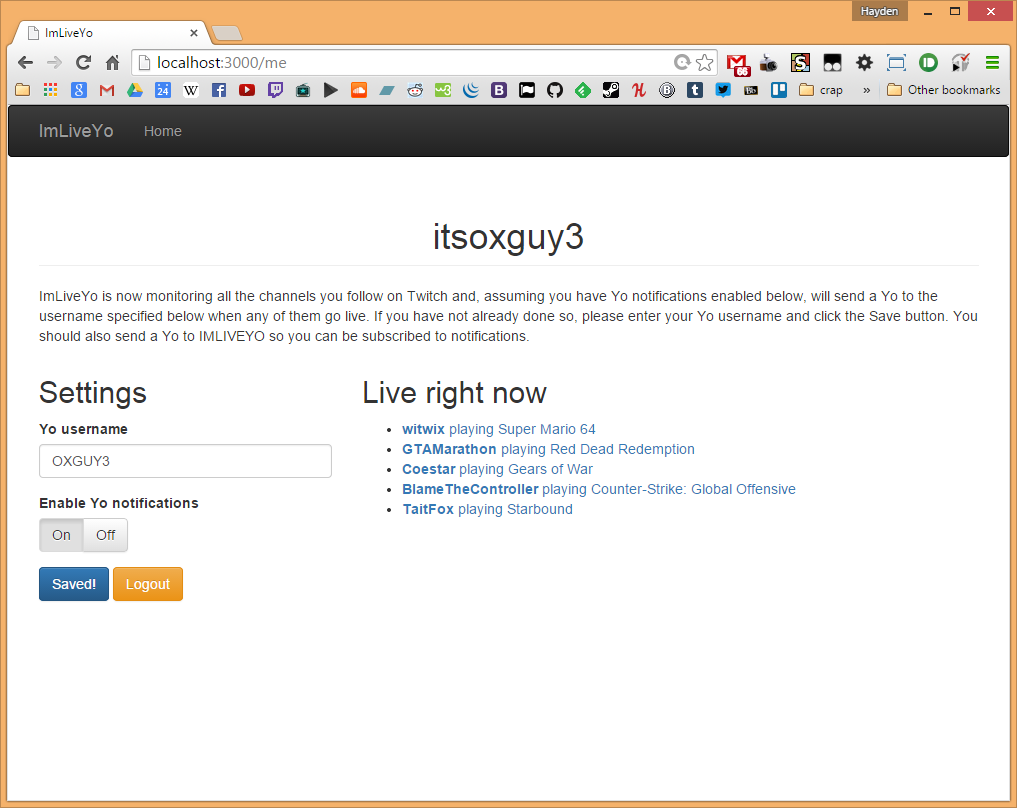 Hayden
ImLiveYo
localhost:3000/me
66
8
24
W
w3
B
crap
»
Other bookmarks
ImLiveYo Home
itsoxguy3
ImLiveYo is now monitoring all the channels you follow on Twitch and, assuming you have Yo notifications enabled below, will send a Yo to the
username specified below when any of them go live. If you have not already done so, please enter your Yo username and click the Save button. You
should also send a Yo to IMLIVEYO so you can be subscribed to notifications.
Settings
Yo username
OXGUY3
Enable Yo notifications
On Off
Saved! Logout
Live right now
witwix playing Super Mario 64
GTAMarathon playing Red Dead Redemption
Coestar playing Gears of War
BlameTheController playing Counter-Strike: Global Offensive
TaitFox playing Starbound